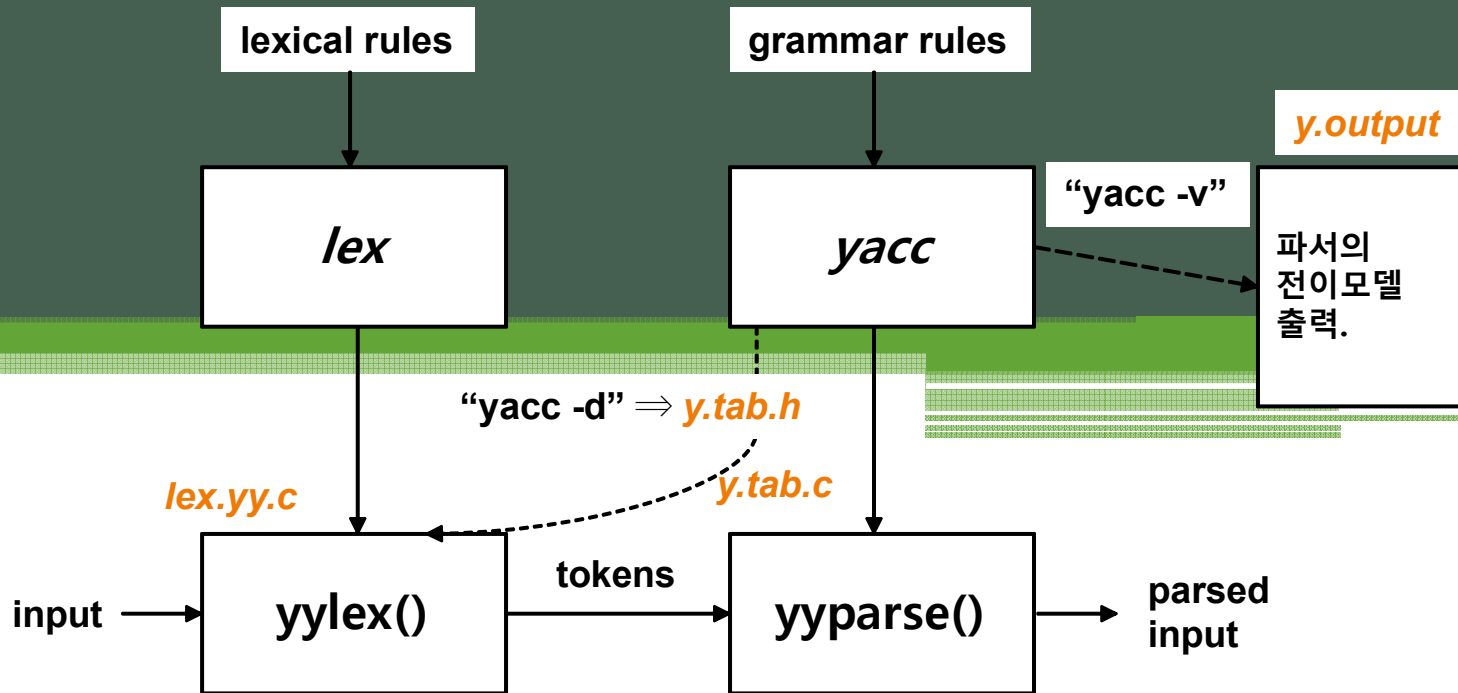 lexical rules
grammar rules
y.output
“yacc -v”
lex
yacc
파서의
전이모델
출력.
“yacc -d” ⇒ y.tab.h
lex.yy.c
y.tab.c
input
yylex()
tokens
yyparse()
parsed
input